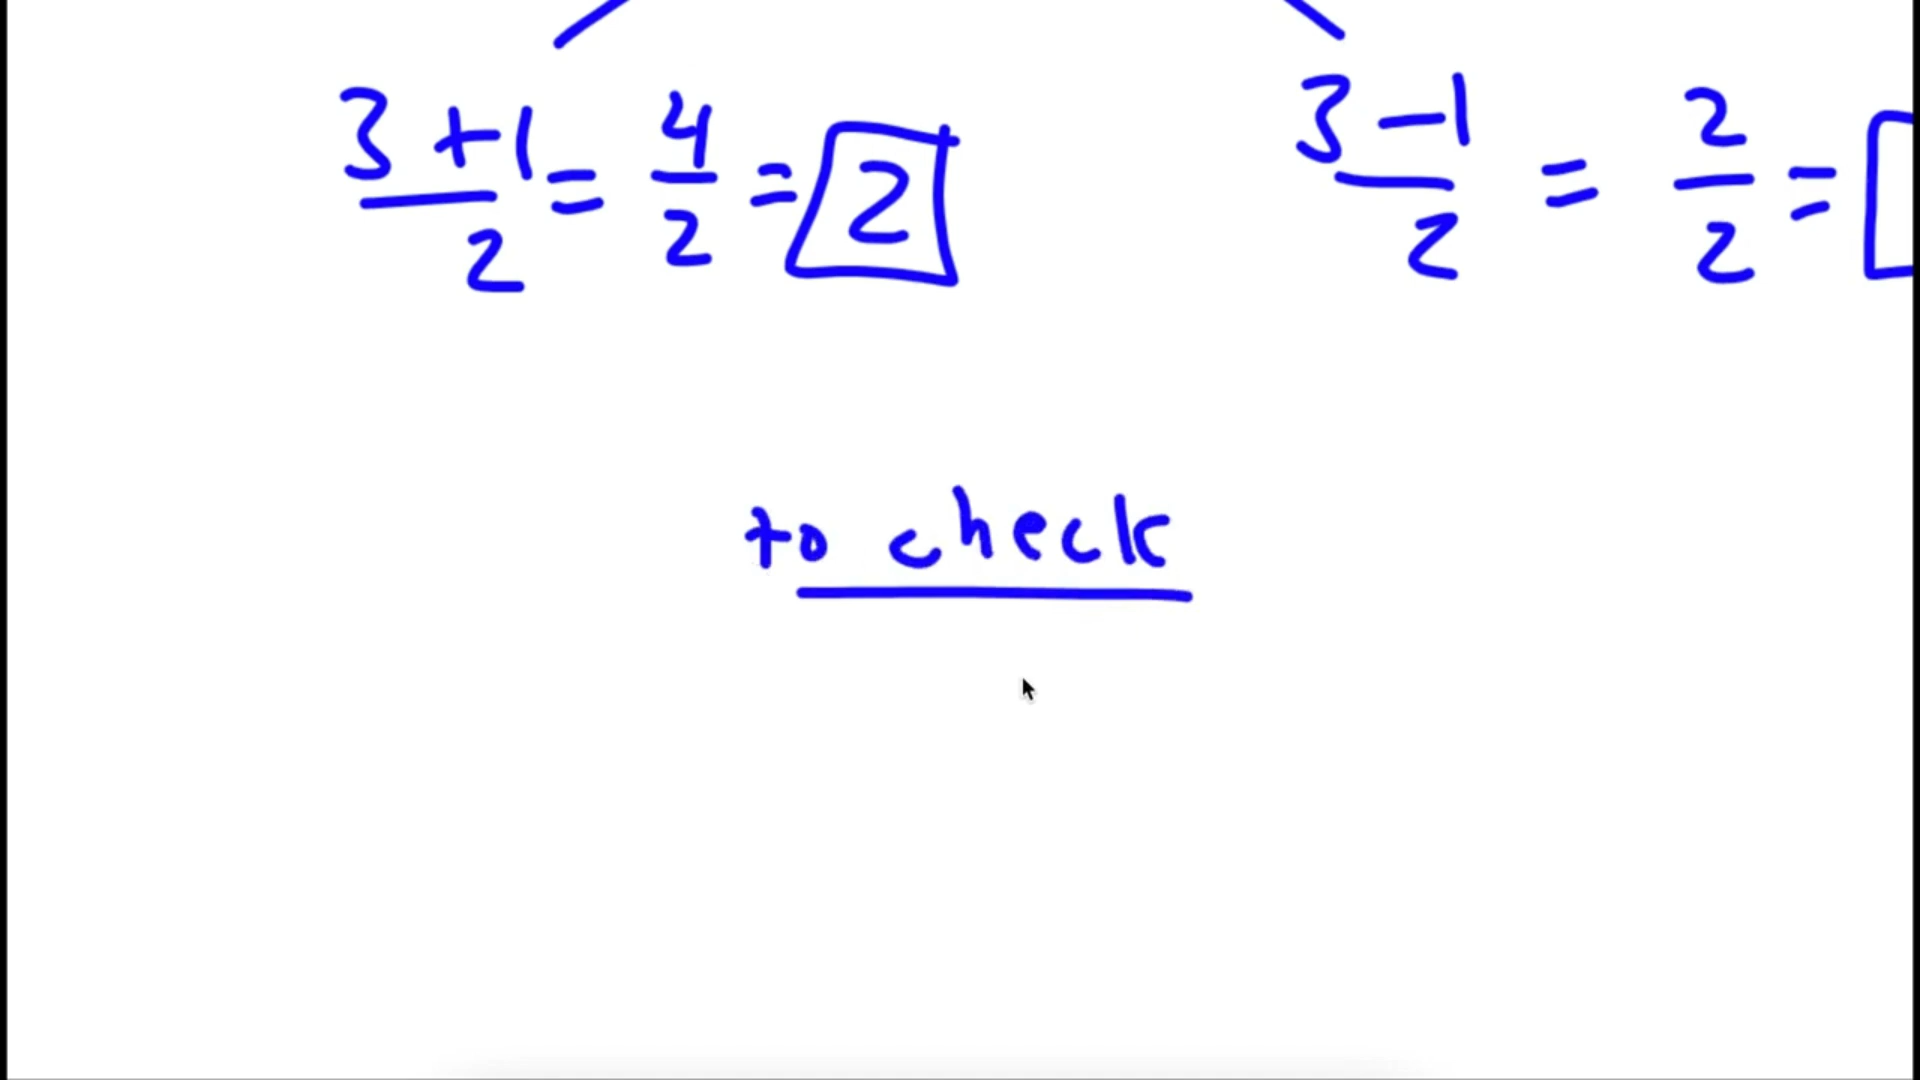 3 + 1 / 2 = 4 / 2 = 2
3 - 1 / 2 = 2 / 2 =
to check